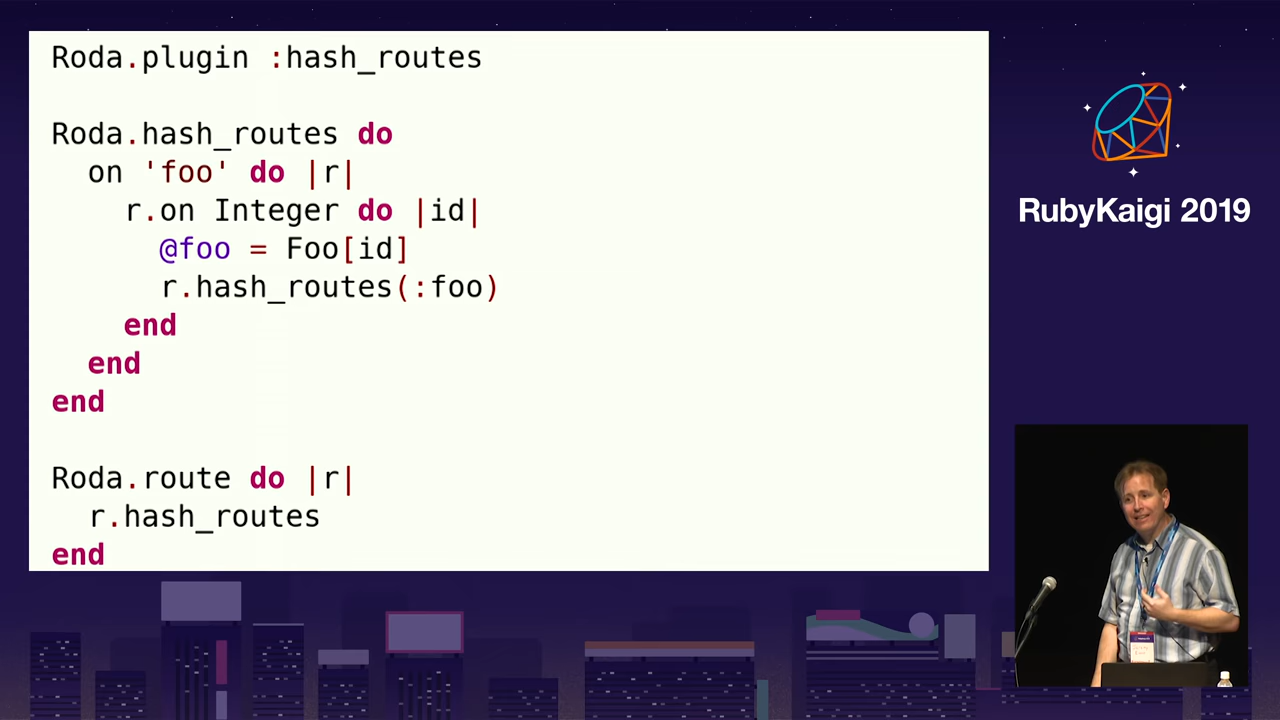 Roda.plugin :hash_routes

Roda.hash_routes do
  on 'foo' do |r|
    r.on Integer do |id|
      @foo = Foo[id]
      r.hash_routes(:foo)
    end
  end
end

Roda.route do |r|
  r.hash_routes
end
RubyKaigi 2019